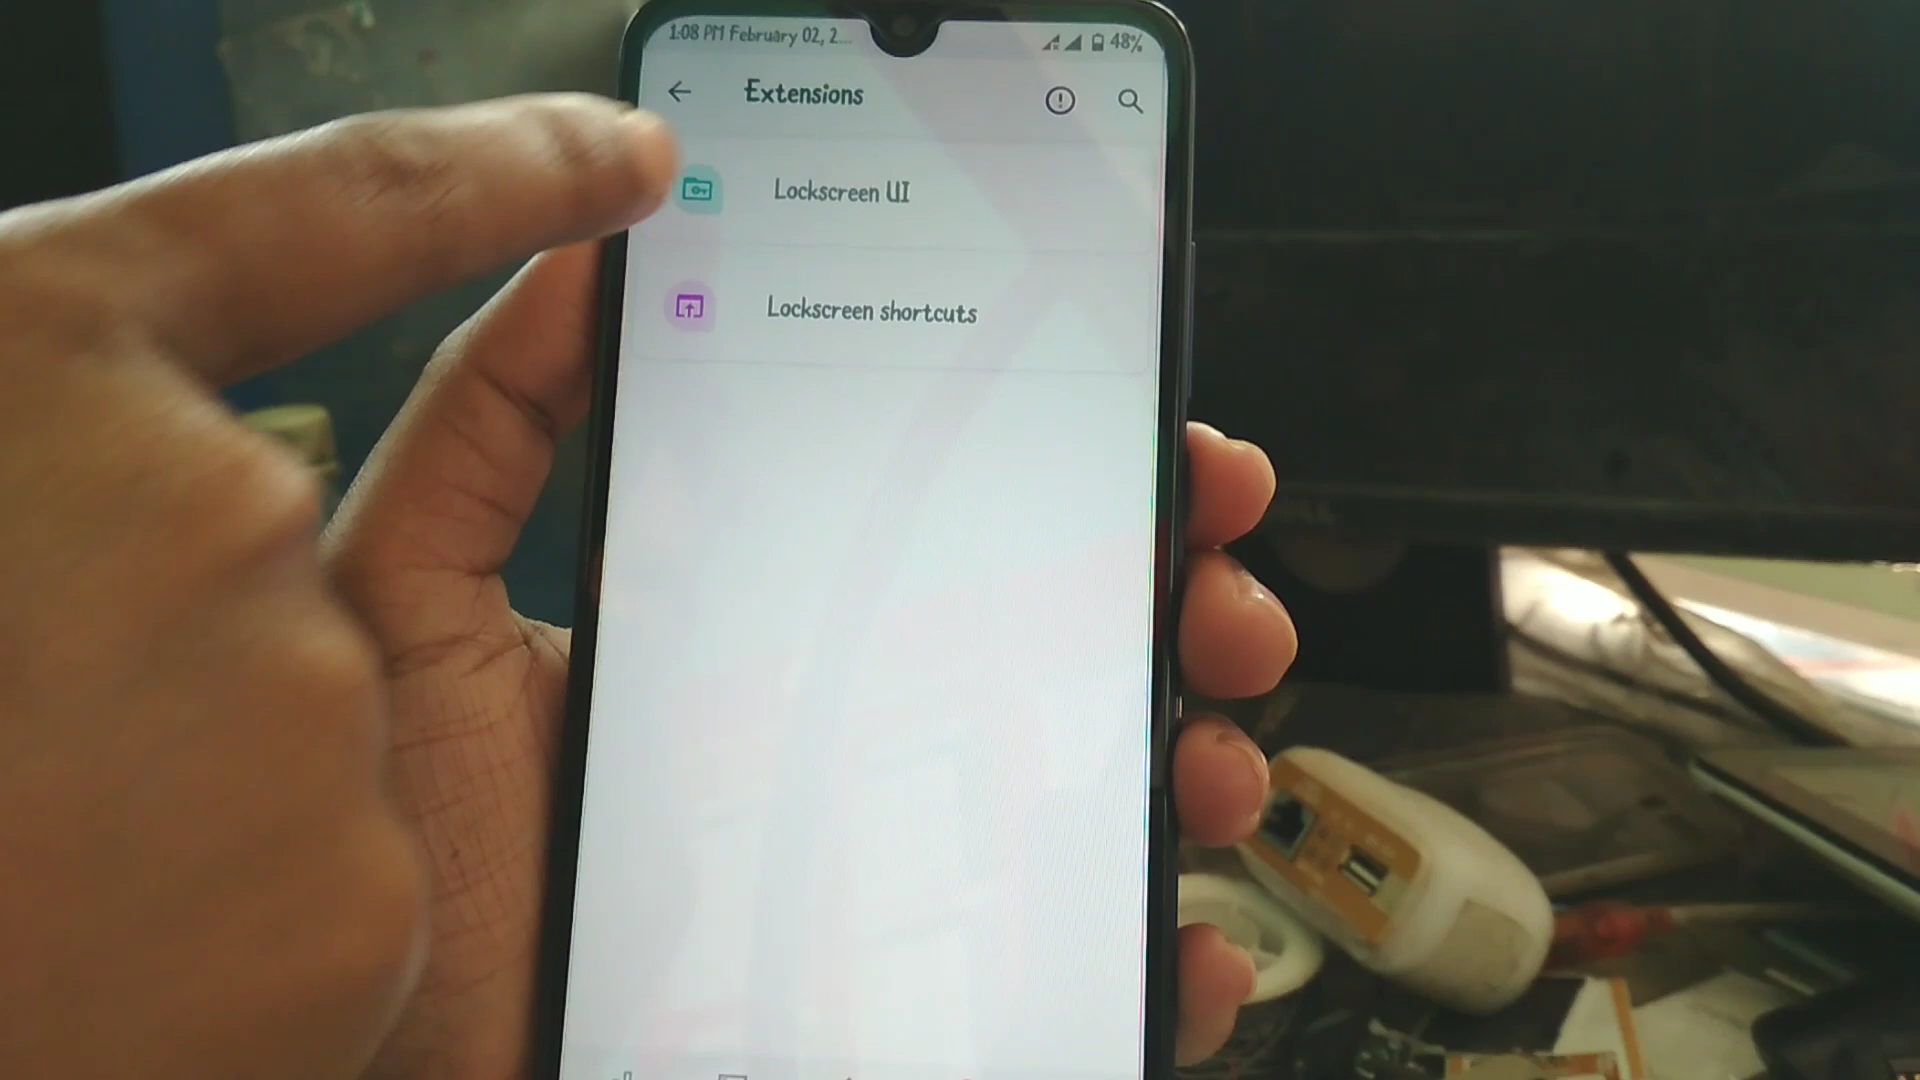 1:08 PM February 02, 2... 48%
Extensions
Lockscreen UI
Lockscreen shortcuts